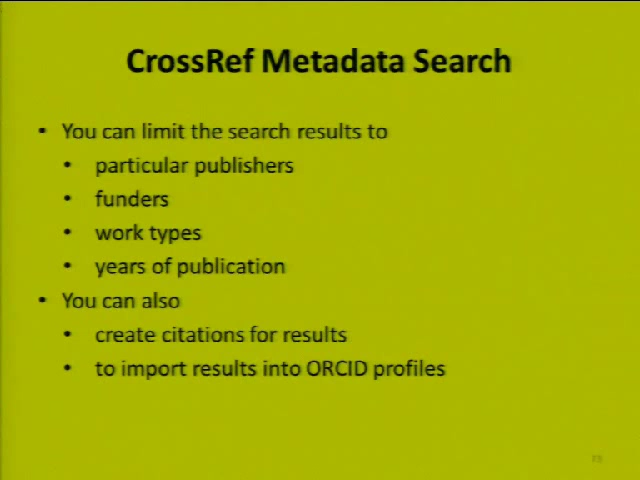 CrossRef Metadata Search
• You can limit the search results to
• particular publishers
• funders
• work types
• years of publication
• You can also
• create citations for results
• to import results into ORCID profiles